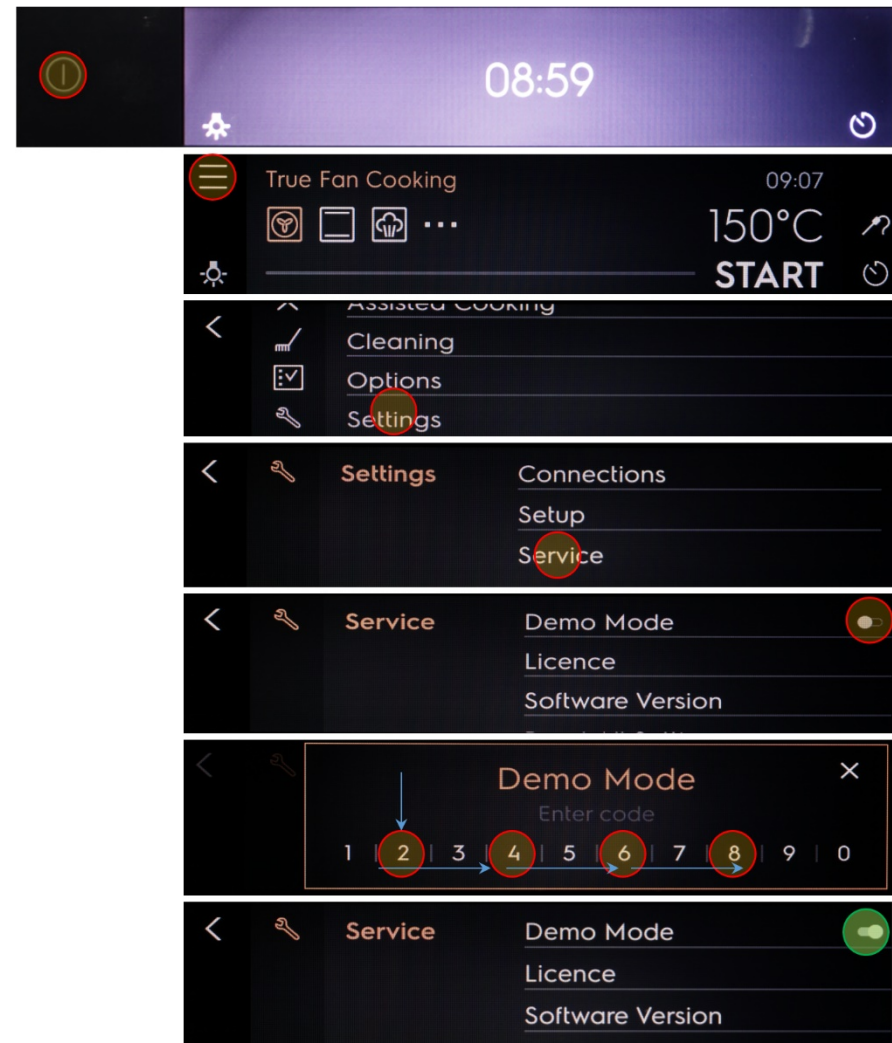 08:59
True Fan Cooking
09:07
150°C
START
Assisted Cooking
Cleaning
Options
Settings
Settings
Connections
Setup
Service
Service
Demo Mode
Licence
Software Version
Demo Mode
Enter code
1 | 2 | 3 | 4 | 5 | 6 | 7 | 8 | 9 | 0
Service
Demo Mode
Licence
Software Version